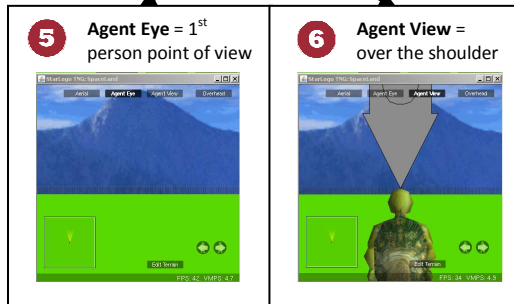 5
Agent Eye = 1st
person point of view
StarLogo TNG: SpaceLand
Aerial Agent Eye Agent View Overhead
Edit Terrain
FPS: 42 VMPS: 4.7
6
Agent View =
over the shoulder
StarLogo TNG: SpaceLand
Aerial Agent Eye Agent View Overhead
Edit Terrain
FPS: 34 VMPS: 4.9